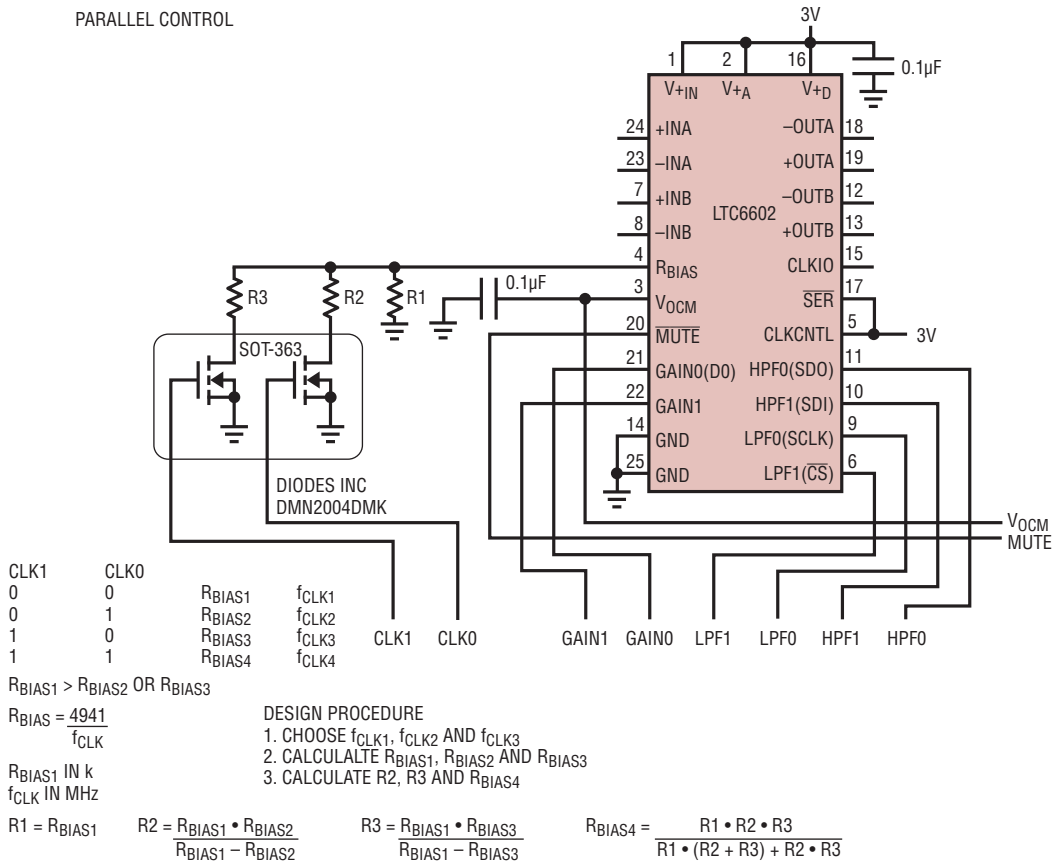 PARALLEL CONTROL
3V
0.1µF
1 2 16
V+IN V+A V+D
24 +INA
23 –INA
7 +INB
8 –INB
4 RBIAS
3 VOCM
20 MUTE
21 GAIN0(D0)
22 GAIN1
14 GND
25 GND
LTC6602
–OUTA 18
+OUTA 19
–OUTB 12
+OUTB 13
CLKIO 15
SER 17
CLKCNTL 5
3V
HPF0(SDO) 11
HPF1(SDI) 10
LPF0(SCLK) 9
LPF1(CS) 6
R3 R2 R1
0.1µF
SOT-363
DIODES INC
DMN2004DMK
VOCM
MUTE
CLK1 CLK0 GAIN1 GAIN0 LPF1 LPF0 HPF1 HPF0
CLK1 CLK0
0 0 RBIAS1 fCLK1
0 1 RBIAS2 fCLK2
1 0 RBIAS3 fCLK3
1 1 RBIAS4 fCLK4
RBIAS1 > RBIAS2 OR RBIAS3
RBIAS = 4941
fCLK
RBIAS1 IN k
fCLK IN MHz
DESIGN PROCEDURE
1. CHOOSE fCLK1, fCLK2 AND fCLK3
2. CALCULALTE RBIAS1, RBIAS2 AND RBIAS3
3. CALCULATE R2, R3 AND RBIAS4
R1 = RBIAS1
R2 = RBIAS1 • RBIAS2
RBIAS1 – RBIAS2
R3 = RBIAS1 • RBIAS3
RBIAS1 – RBIAS3
RBIAS4 = R1 • R2 • R3
R1 • (R2 + R3) + R2 • R3